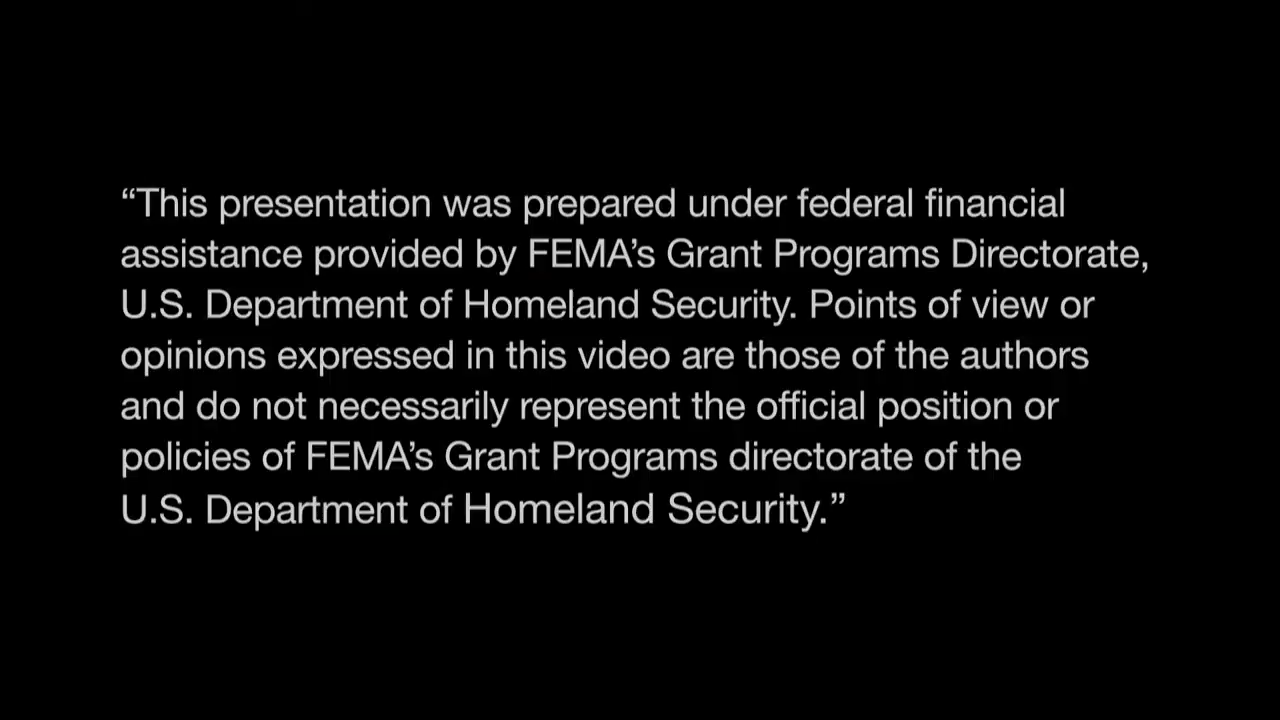 “This presentation was prepared under federal financial
assistance provided by FEMA’s Grant Programs Directorate,
U.S. Department of Homeland Security. Points of view or
opinions expressed in this video are those of the authors
and do not necessarily represent the official position or
policies of FEMA’s Grant Programs directorate of the
U.S. Department of Homeland Security.”